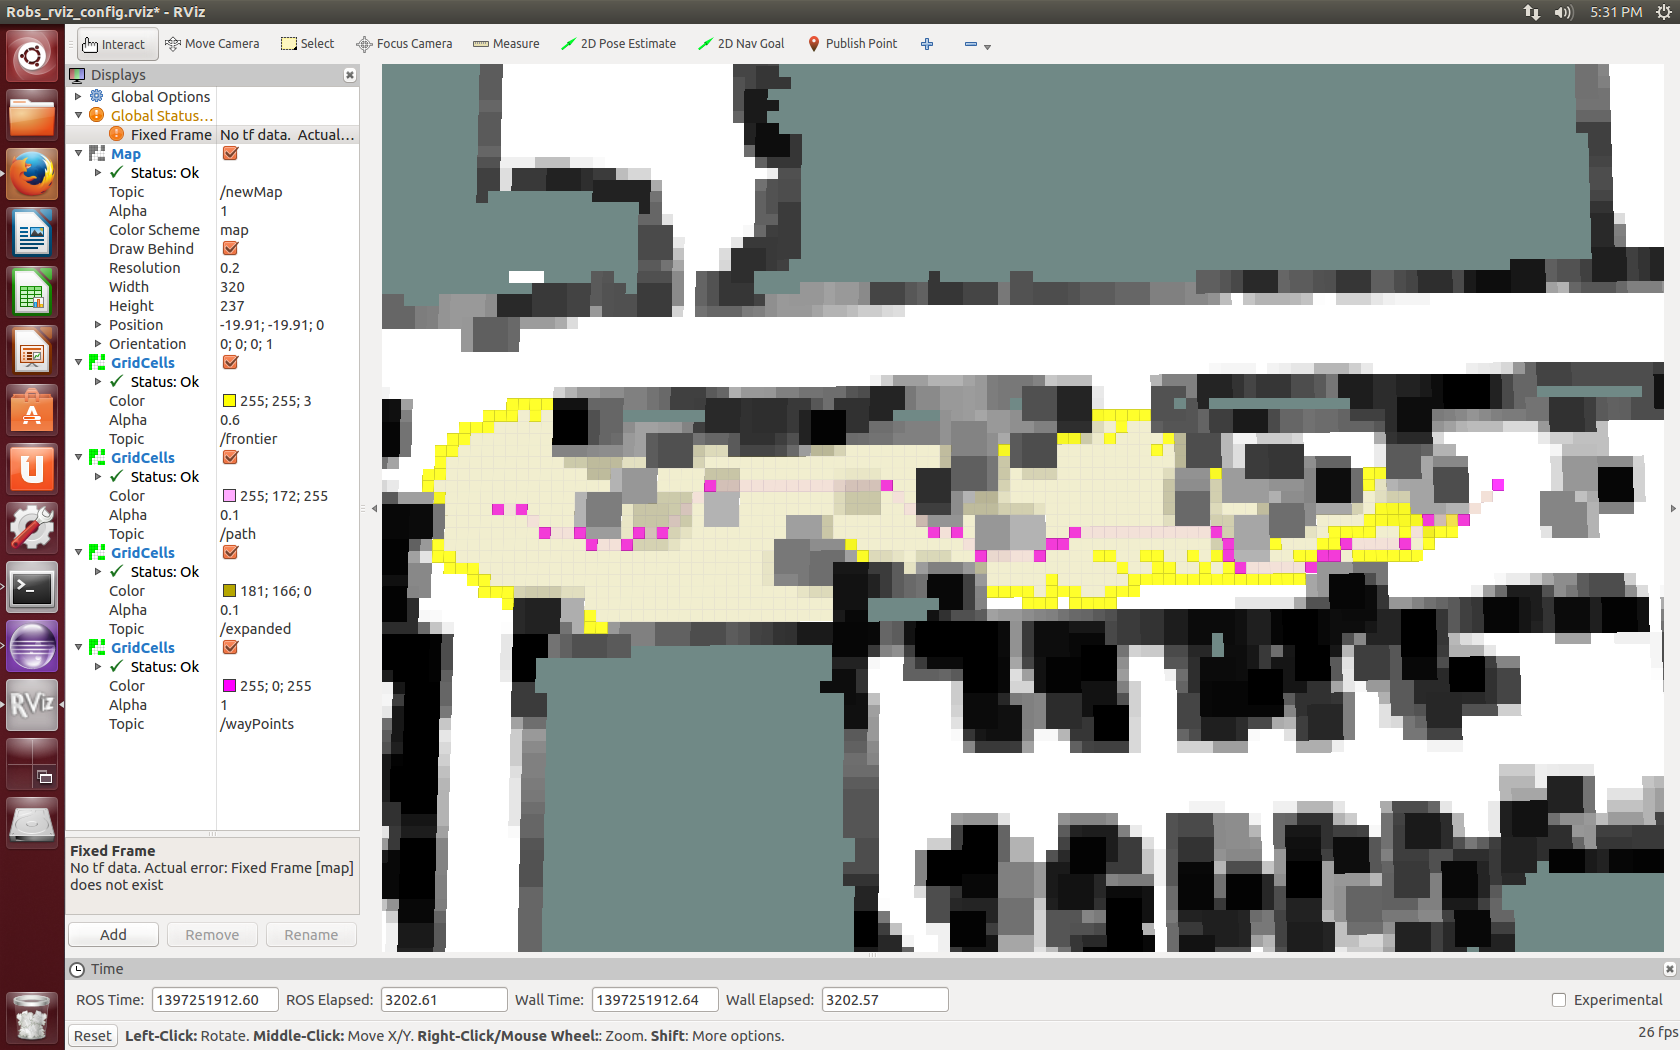 Robs_rviz_config.rviz* - RViz
5:31 PM
Interact Move Camera Select Focus Camera Measure 2D Pose Estimate 2D Nav Goal Publish Point
Displays
Global Options
Global Status...
Fixed Frame No tf data.  Actual...
Map
Status: Ok
Topic /newMap
Alpha 1
Color Scheme map
Draw Behind
Resolution 0.2
Width 320
Height 237
Position -19.91; -19.91; 0
Orientation 0; 0; 0; 1
GridCells
Status: Ok
Color 255; 255; 3
Alpha 0.6
Topic /frontier
GridCells
Status: Ok
Color 255; 172; 255
Alpha 0.1
Topic /path
GridCells
Status: Ok
Color 181; 166; 0
Alpha 0.1
Topic /expanded
GridCells
Status: Ok
Color 255; 0; 255
Alpha 1
Topic /wayPoints
RViz
Fixed Frame
No tf data. Actual error: Fixed Frame [map]
does not exist
Add Remove Rename
Time
ROS Time: 1397251912.60 ROS Elapsed: 3202.61 Wall Time: 1397251912.64 Wall Elapsed: 3202.57 Experimental
Reset Left-Click: Rotate. Middle-Click: Move X/Y. Right-Click/Mouse Wheel:: Zoom. Shift: More options. 26 fps